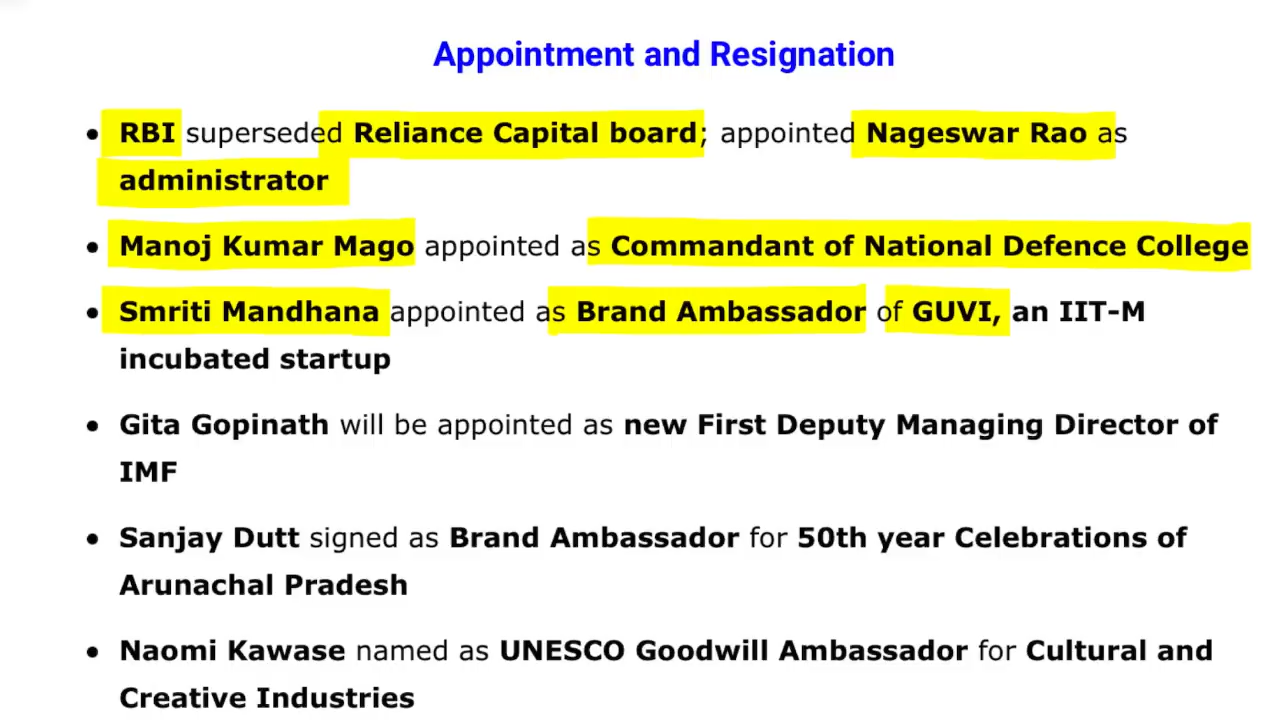 Appointment and Resignation
• RBI superseded Reliance Capital board; appointed Nageswar Rao as
administrator
• Manoj Kumar Mago appointed as Commandant of National Defence College
• Smriti Mandhana appointed as Brand Ambassador of GUVI, an IIT-M
incubated startup
• Gita Gopinath will be appointed as new First Deputy Managing Director of
IMF
• Sanjay Dutt signed as Brand Ambassador for 50th year Celebrations of
Arunachal Pradesh
• Naomi Kawase named as UNESCO Goodwill Ambassador for Cultural and
Creative Industries